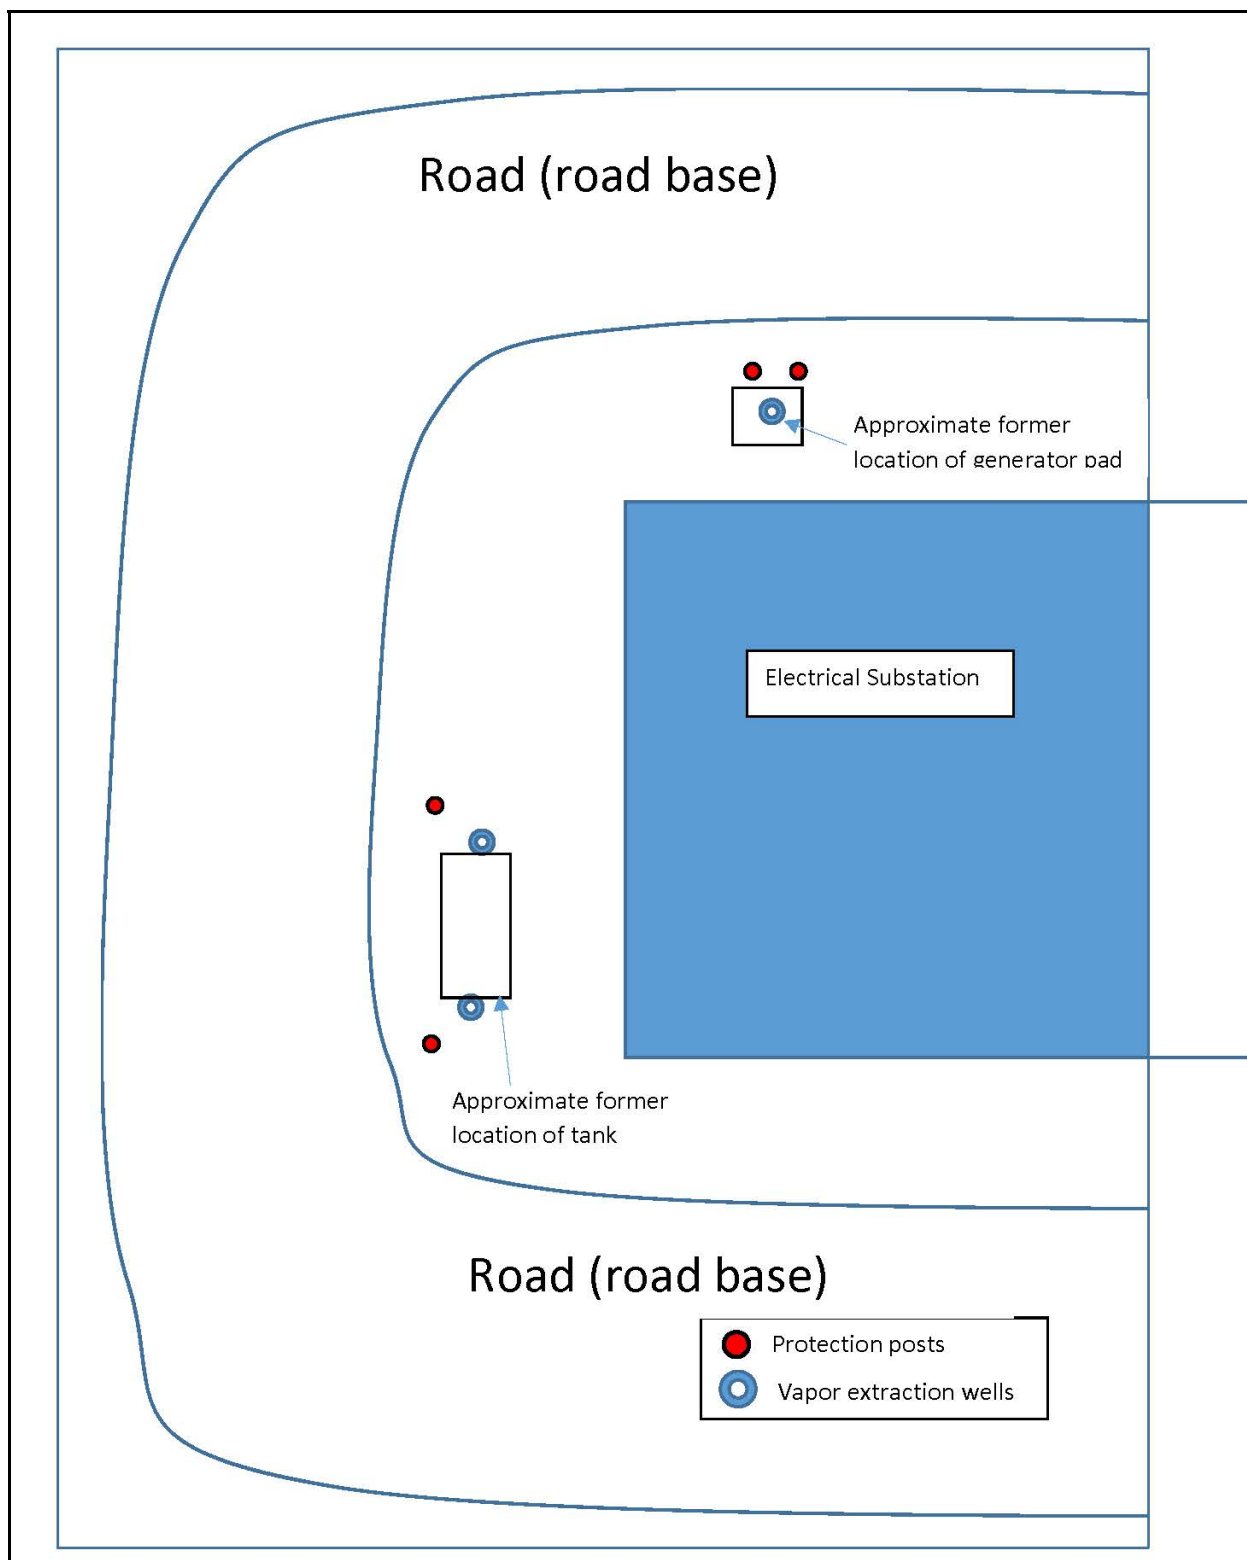 Road (road base)
Approximate former
location of generator pad
Electrical Substation
Approximate former
location of tank
Road (road base)
Protection posts
Vapor extraction wells